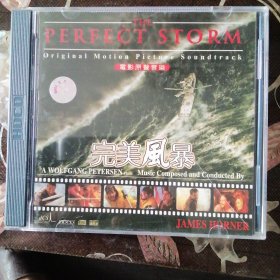 THE
PERFECT STORM
Original Motion Picture Soundtrack
電影原聲音樂
完美風暴
A WOLFGANG PETERSEN Film Music Composed and Conducted By
JAMES HORNER